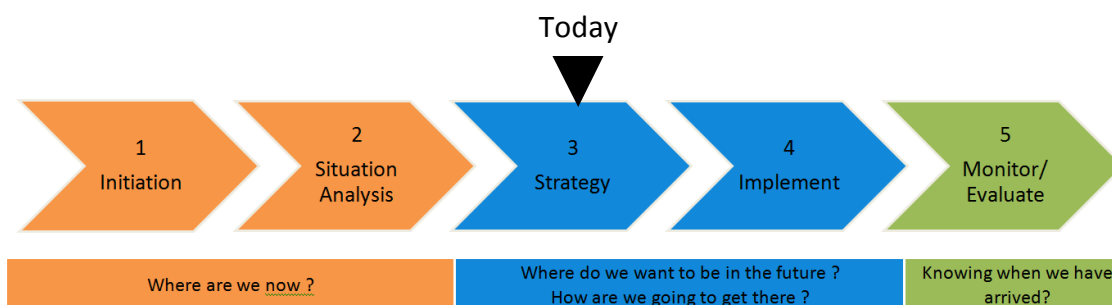 Today
1
Initiation
2
Situation
Analysis
3
Strategy
4
Implement
5
Monitor/
Evaluate
Where are we now ?
Where do we want to be in the future ?
How are we going to get there ?
Knowing when we have
arrived?